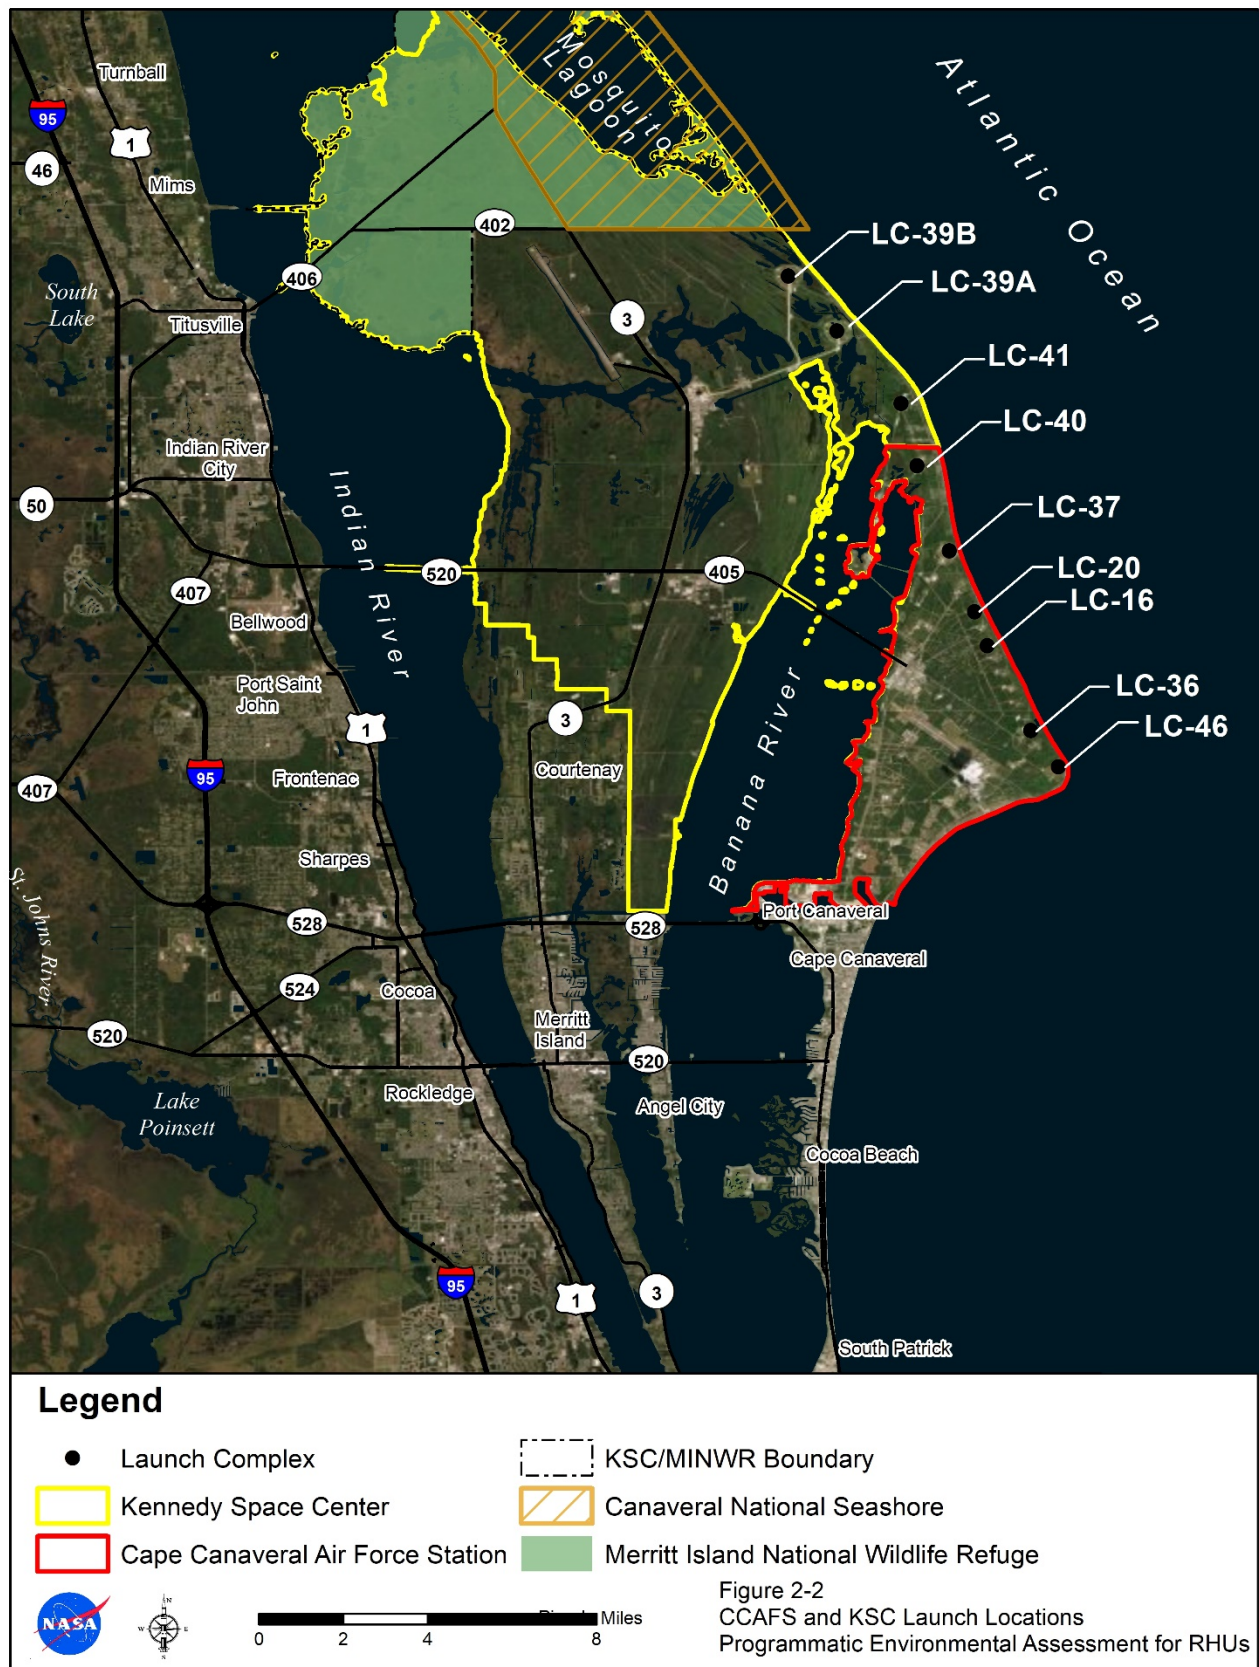 Turnball
Mosquito
Lagoon
Atlantic Ocean
95
1
46
Mims
402
LC-39B
406
LC-39A
South
Lake
3
Titusville
LC-41
LC-40
Indian River
City
50
Indian River
LC-37
520
405
407
LC-20
LC-16
Bellwood
Port Saint
John
LC-36
1
3
Banana River
LC-46
95
Frontenac
Courtenay
407
Sharpes
St. Johns River
528
528
Port Canaveral
Cape Canaveral
524
Cocoa
Merritt
Island
520
520
Rockledge
Angel City
Lake
Poinsett
Cocoa Beach
95
1
3
South Patrick
Legend
Launch Complex
KSC/MINWR Boundary
Kennedy Space Center
Canaveral National Seashore
Cape Canaveral Air Force Station
Merritt Island National Wildlife Refuge
NASA
N
W E
S
Miles
0 2 4 8
Figure 2-2
CCAFS and KSC Launch Locations
Programmatic Environmental Assessment for RHUs